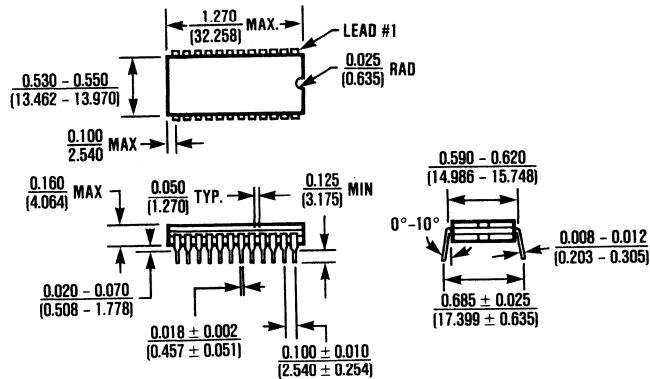 1.270
(32.258) MAX.
LEAD #1
0.530 – 0.550
(13.462 – 13.970)
0.025
(0.635) RAD
0.100
2.540 MAX
0.160
(4.064) MAX
0.050
(1.270) TYP.
0.125
(3.175) MIN
0.590 – 0.620
(14.986 – 15.748)
0°–10°
0.008 – 0.012
(0.203 – 0.305)
0.020 – 0.070
(0.508 – 1.778)
0.685 ± 0.025
(17.399 ± 0.635)
0.018 ± 0.002
(0.457 ± 0.051)
0.100 ± 0.010
(2.540 ± 0.254)